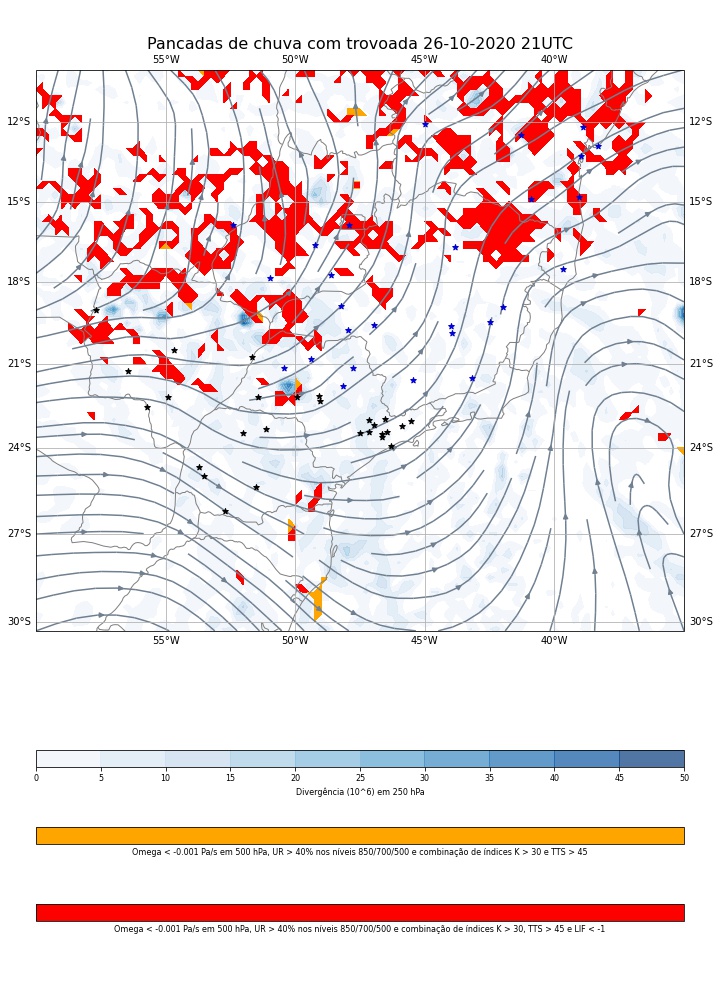 Pancadas de chuva com trovoada 26-10-2020 21UTC
55°W 50°W 45°W 40°W
12°S 12°S
15°S 15°S
18°S 18°S
21°S 21°S
24°S 24°S
27°S 27°S
30°S 30°S
55°W 50°W 45°W 40°W
0 5 10 15 20 25 30 35 40 45 50
Divergência (10^6) em 250 hPa
Omega < -0.001 Pa/s em 500 hPa, UR > 40% nos níveis 850/700/500 e combinação de índices K > 30 e TTS > 45
Omega < -0.001 Pa/s em 500 hPa, UR > 40% nos níveis 850/700/500 e combinação de índices K > 30, TTS > 45 e LIF < -1